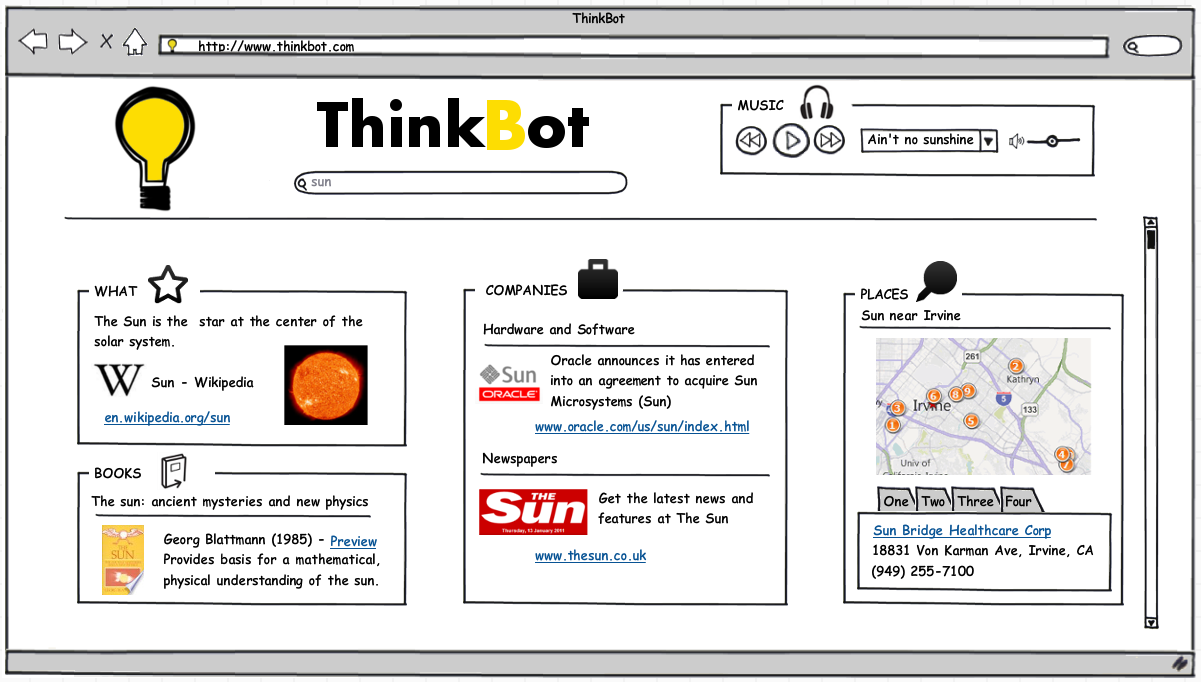 ThinkBot
http://www.thinkbot.com
ThinkBot
sun
MUSIC
Ain't no sunshine
WHAT
The Sun is the star at the center of the
solar system.
W Sun - Wikipedia
en.wikipedia.org/sun
BOOKS
The sun: ancient mysteries and new physics
THE
SUN
Georg Blattmann (1985) - Preview
Provides basis for a mathematical,
physical understanding of the sun.
COMPANIES
Hardware and Software
Sun
ORACLE
Oracle announces it has entered
into an agreement to acquire Sun
Microsystems (Sun)
www.oracle.com/us/sun/index.html
Newspapers
THE
Sun
Thursday, 13 January 2011
Get the latest news and
features at The Sun
www.thesun.co.uk
PLACES
Sun near Irvine
261
2
Kathryn
6 8 9
5
3
Irvine
133
1
5
4
7
Univ of
California Irvine
One Two Three Four
Sun Bridge Healthcare Corp
18831 Von Karman Ave, Irvine, CA
(949) 255-7100